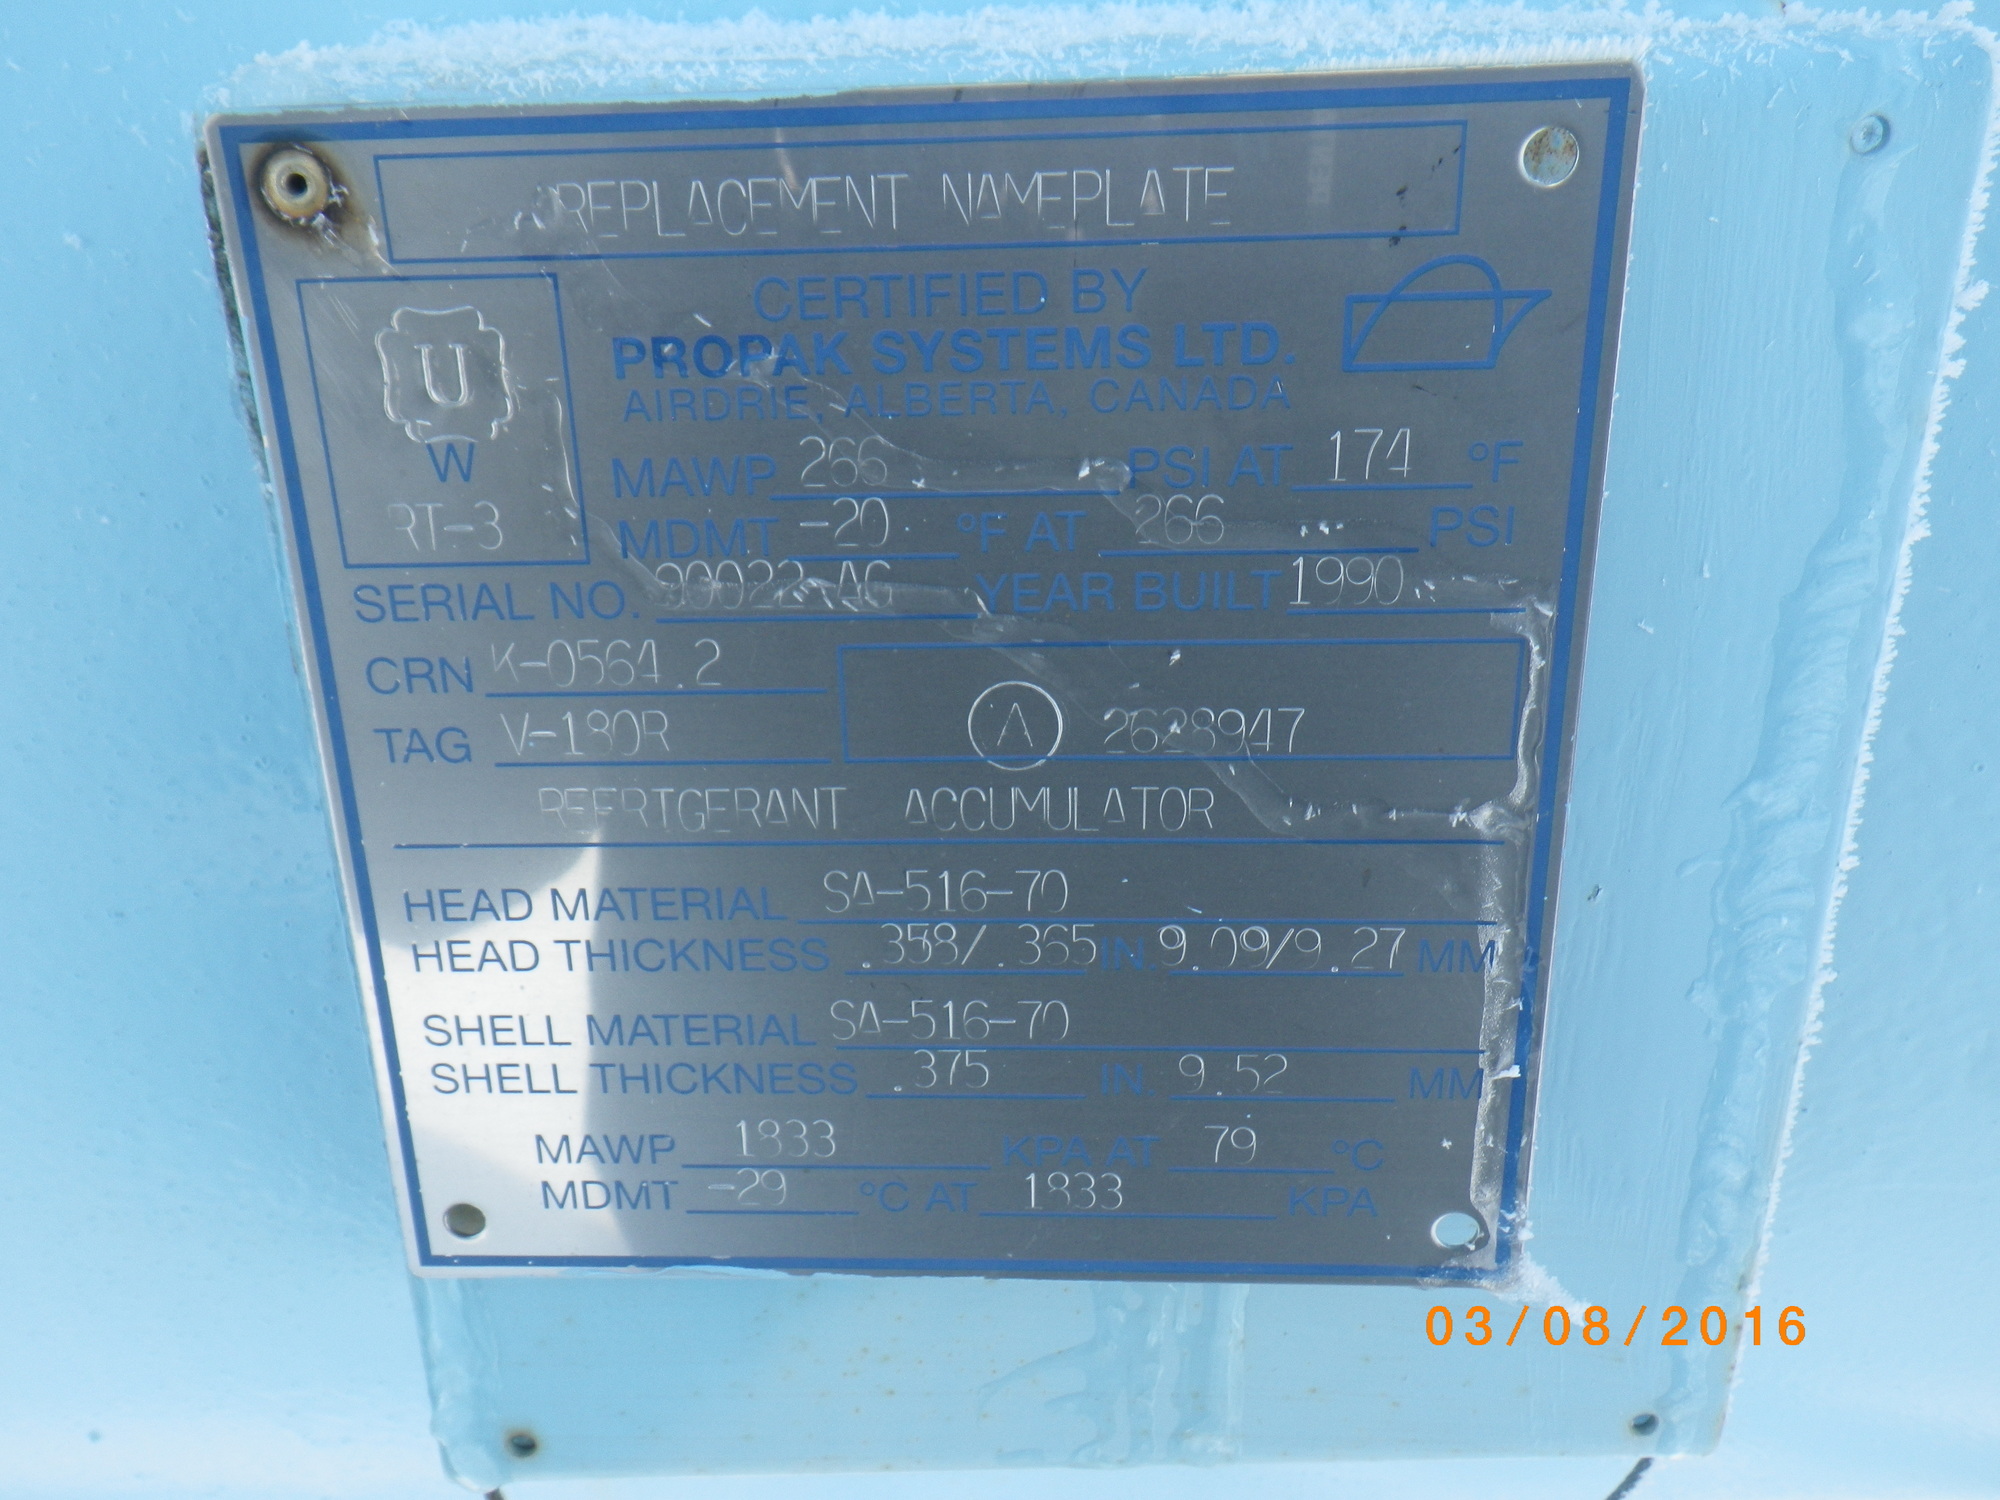 REPLACEMENT NAMEPLATE
CERTIFIED BY
PROPAK SYSTEMS LTD.
AIRDRIE, ALBERTA, CANADA
U
W
RT-3
MAWP 266 PSI AT 174 °F
MDMT -20 °F AT 266 PSI
SERIAL NO. 90022-AG YEAR BUILT 1990
CRN K-0564.2
TAG V-180R
A 2628947
REFRIGERANT ACCUMULATOR
HEAD MATERIAL SA-516-70
HEAD THICKNESS .358/.365 IN. 9.09/9.27 MM
SHELL MATERIAL SA-516-70
SHELL THICKNESS .375 IN. 9.52 MM
MAWP 1833 KPA AT 79 °C
MDMT -29 °C AT 1833 KPA
03/08/2016